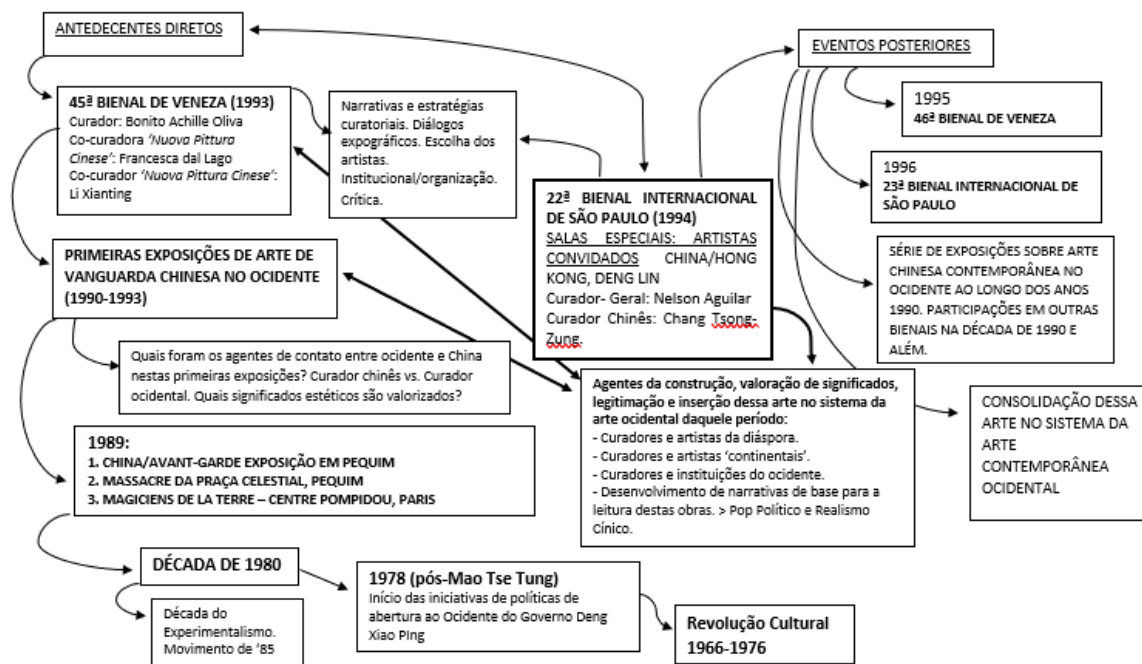 ANTECEDENTES DIRETOS
EVENTOS POSTERIORES
45ª BIENAL DE VENEZA (1993)
Curador: Bonito Achille Oliva
Co-curadora 'Nuova Pittura
Cinese': Francesca dal Lago
Co-curador 'Nuova Pittura Cinese':
Li Xianting
Narrativas e estratégias
curatoriais. Diálogos
expográficos. Escolha dos
artistas.
Institucional/organização.
Crítica.
22ª BIENAL INTERNACIONAL
DE SÃO PAULO (1994)
SALAS ESPECIAIS: ARTISTAS
CONVIDADOS CHINA/HONG
KONG, DENG LIN
Curador- Geral: Nelson Aguilar
Curador Chinês: Chang Tsong-
Zung.
1995
46ª BIENAL DE VENEZA
1996
23ª BIENAL INTERNACIONAL DE
SÃO PAULO
SÉRIE DE EXPOSIÇÕES SOBRE ARTE
CHINESA CONTEMPORÂNEA NO
OCIDENTE AO LONGO DOS ANOS
1990. PARTICIPAÇÕES EM OUTRAS
BIENAIS NA DÉCADA DE 1990 E
ALÉM.
PRIMEIRAS EXPOSIÇÕES DE ARTE DE
VANGUARDA CHINESA NO OCIDENTE
(1990-1993)
Quais foram os agentes de contato entre ocidente e China
nestas primeiras exposições? Curador chinês vs. Curador
ocidental. Quais significados estéticos são valorizados?
Agentes da construção, valoração de significados,
legitimação e inserção dessa arte no sistema da
arte ocidental daquele período:
- Curadores e artistas da diáspora.
- Curadores e artistas 'continentais'.
- Curadores e instituições do ocidente.
- Desenvolvimento de narrativas de base para a
leitura destas obras. > Pop Político e Realismo
Cínico.
CONSOLIDAÇÃO DESSA
ARTE NO SISTEMA DA
ARTE
CONTEMPORÂNEA
OCIDENTAL
1989:
1. CHINA/AVANT-GARDE EXPOSIÇÃO EM PEQUIM
2. MASSACRE DA PRAÇA CELESTIAL, PEQUIM
3. MAGICIENS DE LA TERRE – CENTRE POMPIDOU, PARIS
DÉCADA DE 1980
Década do
Experimentalismo.
Movimento de '85
1978 (pós-Mao Tse Tung)
Início das iniciativas de políticas de
abertura ao Ocidente do Governo Deng
Xiao PIng
Revolução Cultural
1966-1976